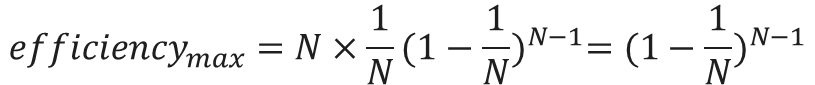 efficiency_max = N × 1/N (1 − 1/N)^{N−1} = (1 − 1/N)^{N−1}